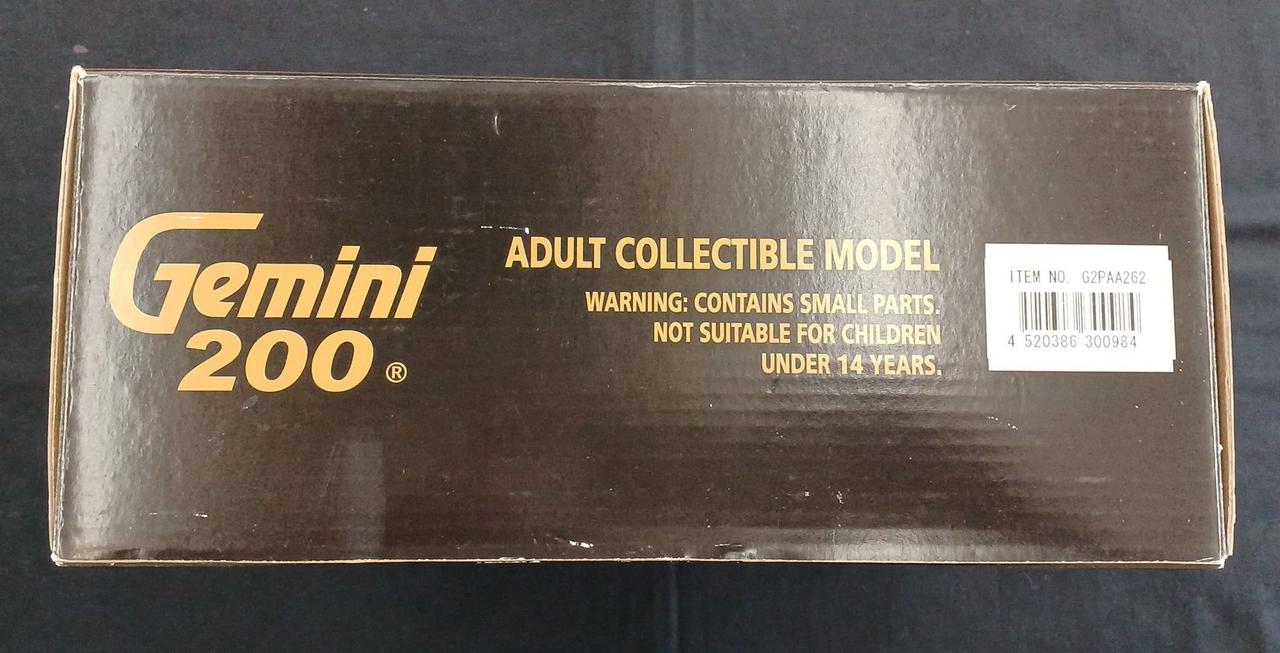 Gemini
200®
ADULT COLLECTIBLE MODEL
WARNING: CONTAINS SMALL PARTS.
NOT SUITABLE FOR CHILDREN
UNDER 14 YEARS.
ITEM NO. G2PAA262
4 520386 300984